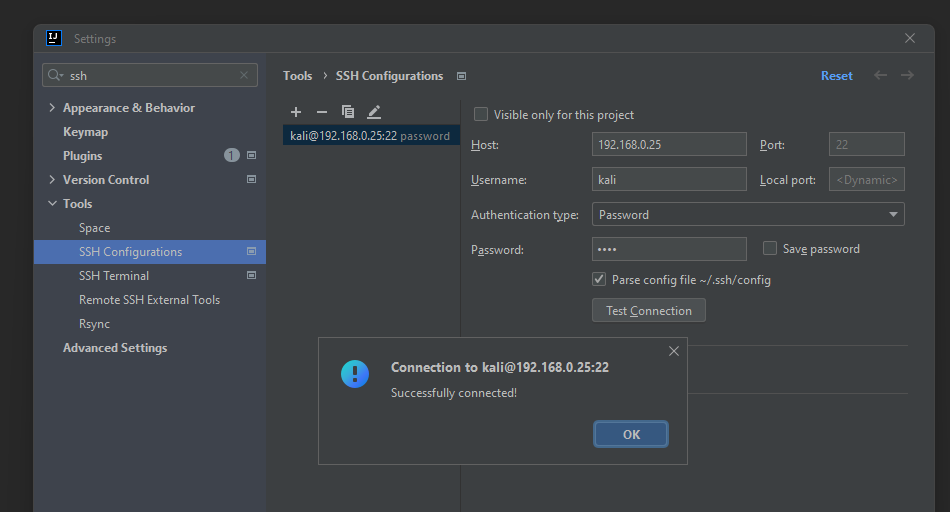 IJ
Settings
ssh
Appearance & Behavior
Keymap
Plugins 1
Version Control
Tools
Space
SSH Configurations
SSH Terminal
Remote SSH External Tools
Rsync
Advanced Settings
Tools › SSH Configurations
Reset
kali@192.168.0.25:22 password
Visible only for this project
Host: 192.168.0.25 Port: 22
Username: kali Local port: <Dynamic>
Authentication type: Password
Password: •••• Save password
Parse config file ~/.ssh/config
Test Connection
Connection to kali@192.168.0.25:22
Successfully connected!
OK